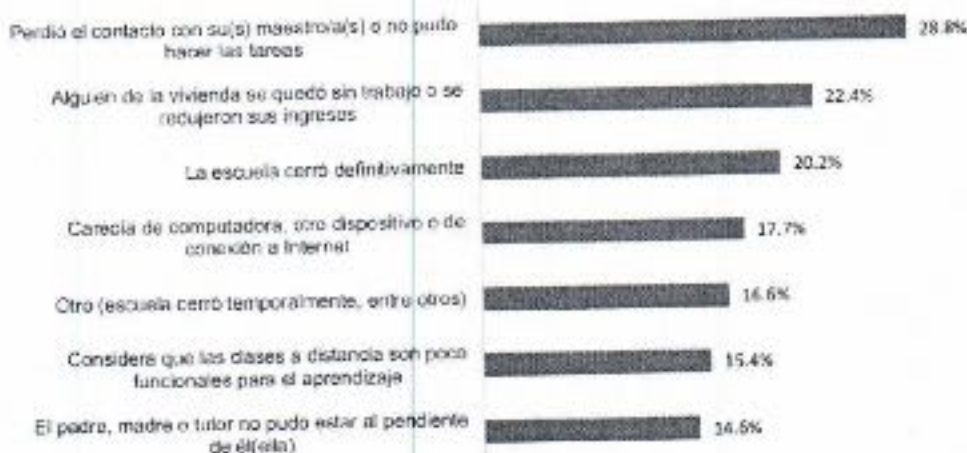 Perdió el contacto con su(s) maestro/a(s) o no pudo
hacer las tareas
28.8%
Alguien de la vivienda se quedó sin trabajo o se
redujeron sus ingresos
22.4%
La escuela cerró definitivamente
20.2%
Carecía de computadora, otro dispositivo o de
conexión a Internet
17.7%
Otro (escuela cerró temporalmente, entre otros)
16.6%
Considera que las clases a distancia son poco
funcionales para el aprendizaje
15.4%
El padre, madre o tutor no pudo estar al pendiente
de él(ella)
14.6%